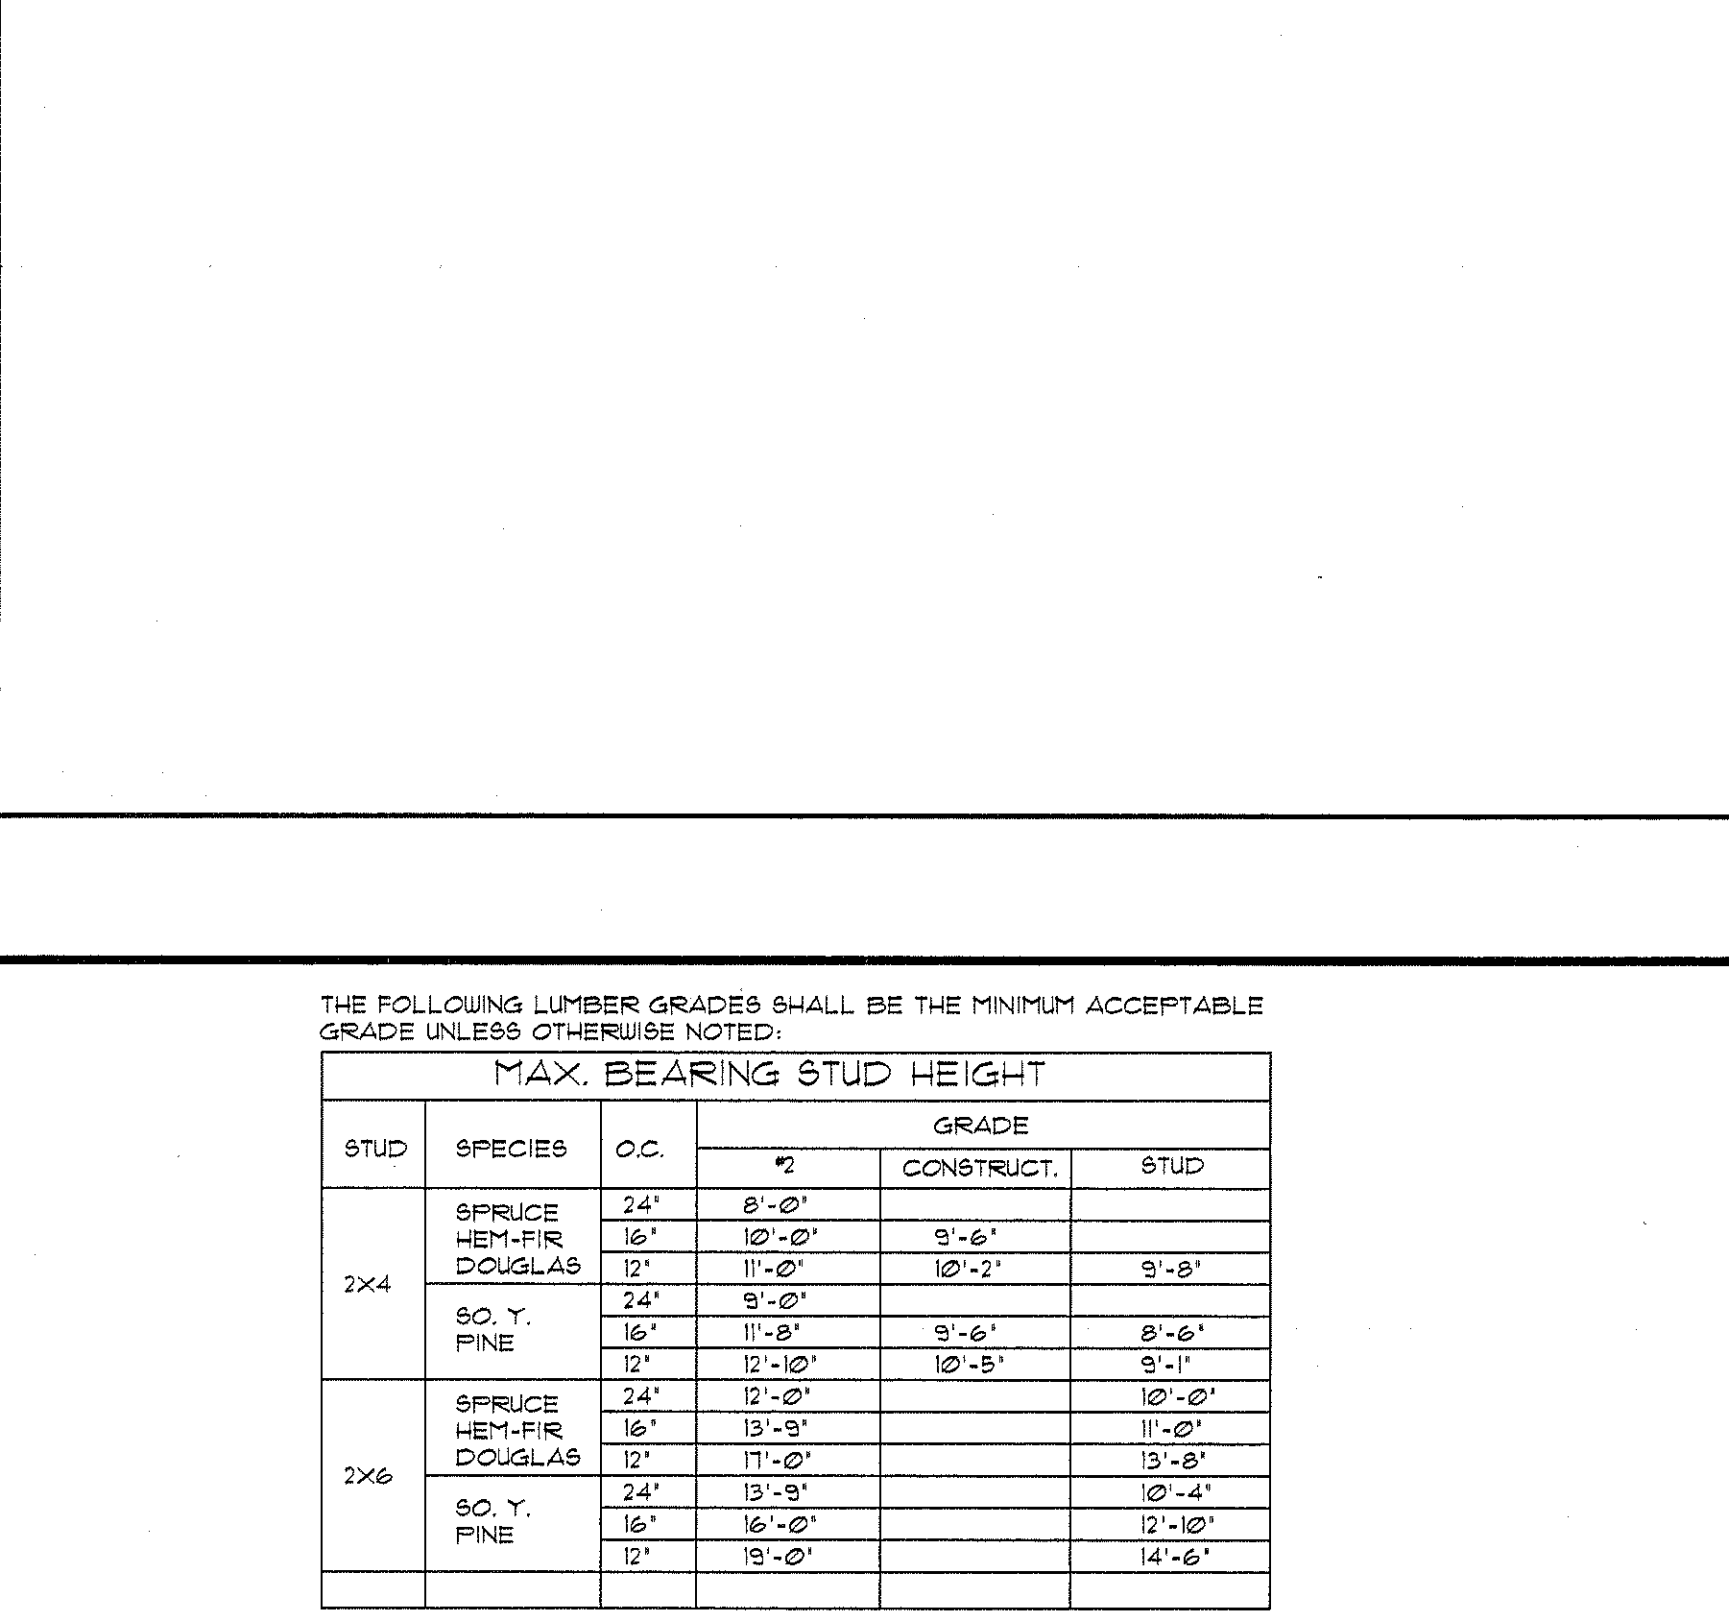 THE FOLLOWING LUMBER GRADES SHALL BE THE MINIMUM ACCEPTABLE
GRADE UNLESS OTHERWISE NOTED:
MAX. BEARING STUD HEIGHT
STUD SPECIES O.C. GRADE
#2 CONSTRUCT. STUD
2X4
SPRUCE
HEM-FIR
DOUGLAS
24" 8'-0"
16" 10'-0" 9'-6"
12" 11'-0" 10'-2" 9'-8"
SO. Y.
PINE
24" 9'-0"
16" 11'-8" 9'-6" 8'-6"
12" 12'-10" 10'-5" 9'-1"
2X6
SPRUCE
HEM-FIR
DOUGLAS
24" 12'-0" 10'-0"
16" 13'-9" 11'-0"
12" 17'-0" 13'-8"
SO. Y.
PINE
24" 13'-9" 10'-4"
16" 16'-0" 12'-10"
12" 19'-0" 14'-6"